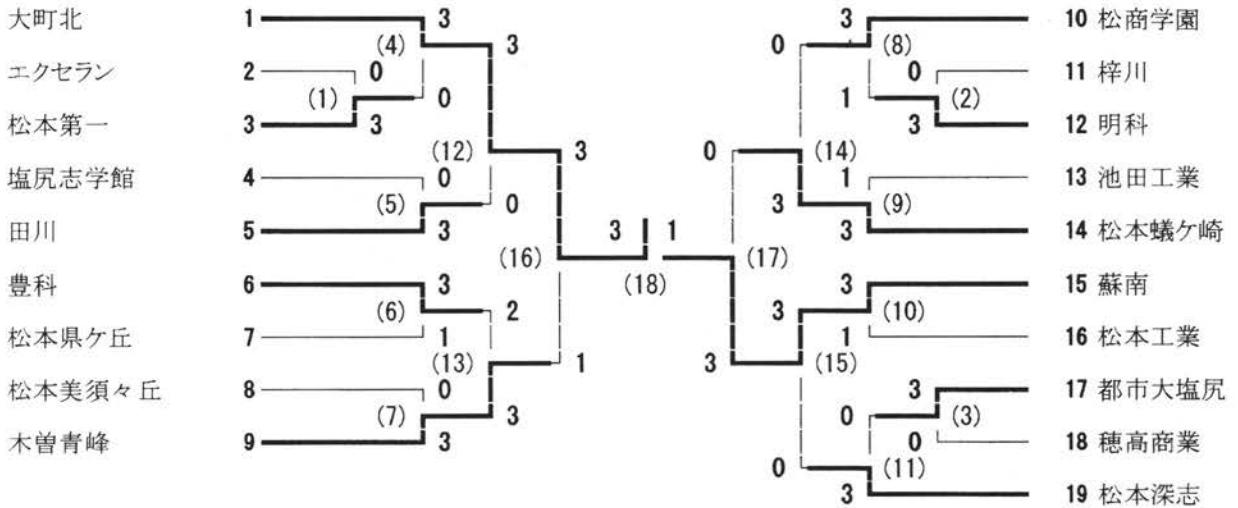 大町北 1 3 3 10 松商学園
(4) 3 0 (8)
エクセラン 2 0 0 11 梓川
(1) 0 1 (2)
松本第一 3 3 3 12 明科
(12) 3 0 (14)
塩尻志学館 4 0 1 13 池田工業
(5) 0 3 (9)
田川 5 3 3 1 3 14 松本蟻ケ崎
(16) (18) (17)
豊科 6 3 3 15 蘇南
(6) 2 3 (10)
松本県ケ丘 7 1 1 16 松本工業
(13) 1 3 (15)
松本美須々丘 8 0 3 17 都市大塩尻
(7) 3 0 (3)
木曽青峰 9 3 0 18 穂高商業
0 (11)
3 19 松本深志